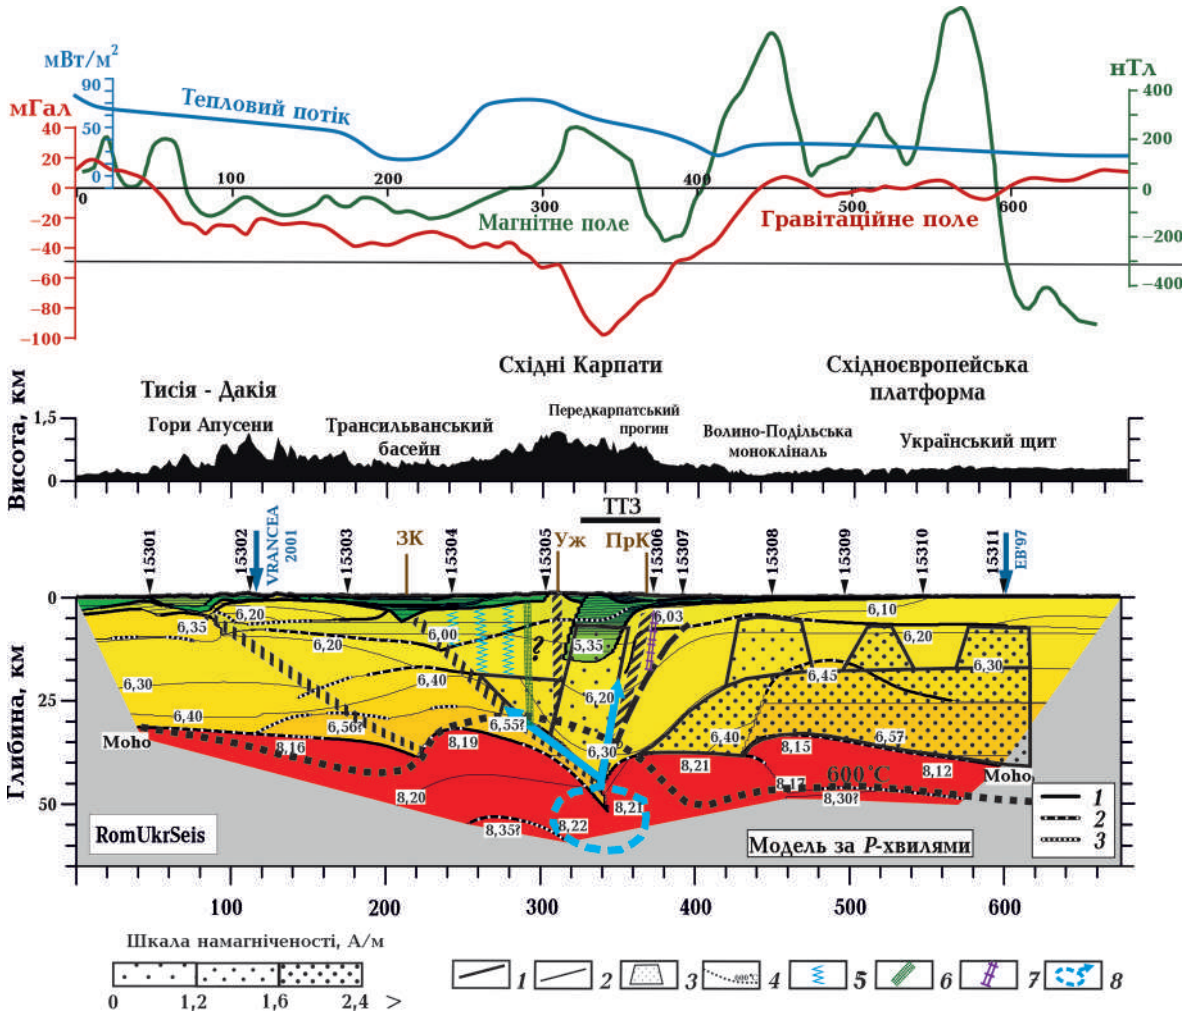 мВт/м²
90
50
0
мГал
40
20
0
−20
−40
−60
−80
−100
Тепловий потік
Магнітне поле
Гравітаційне поле
0
100
200
300
400
500
600
нТл
400
200
0
−200
−400
Висота, км
1,5
0
Тисія - Дакія
Гори Апусени
Трансильванський
басейн
Східні Карпати
Передкарпатський
прогин
Східноєвропейська
платформа
Волино-Подільська
монокліналь
Український щит
ТТЗ
15301
15302
VRANCEA
2001
15303
ЗК
15304
15305
Уж
ПрК
15306
15307
15308
15309
15310
15311
EB'97
Глибина, км
0
25
50
6,20
6,35
6,20
6,00
5,35
6,03
6,10
6,20
6,30
6,30
6,40
6,20
6,45
6,40
6,56?
6,55?
6,30
6,40
6,57
Moho
8,16
8,19
8,21
8,15
8,12
Moho
8,17
600°C
8,20
8,21
8,30?
8,35?
8,22
?
RomUkrSeis
Модель за P-хвилями
1
2
3
100
200
300
400
500
600
Шкала намагніченості, А/м
0
1,2
1,6
2,4
>
1
2
3
600°C
4
5
6
7
8